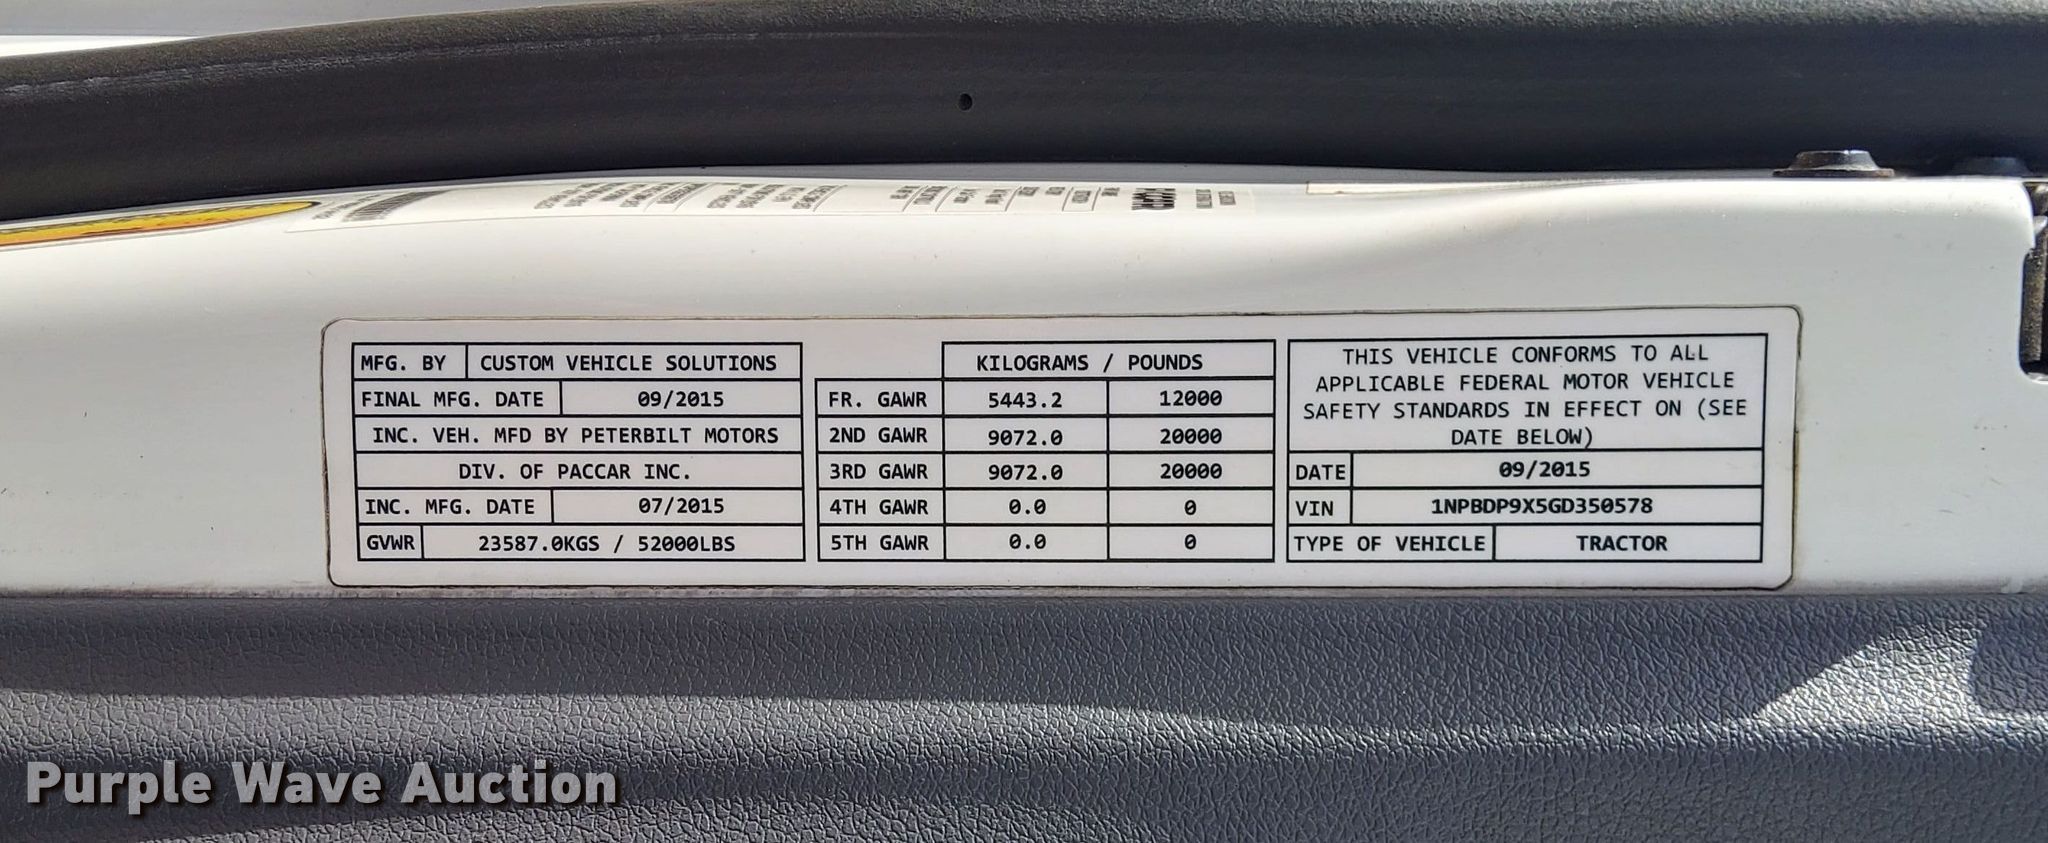 MFG. BY CUSTOM VEHICLE SOLUTIONS
FINAL MFG. DATE 09/2015
INC. VEH. MFD BY PETERBILT MOTORS
DIV. OF PACCAR INC.
INC. MFG. DATE 07/2015
GVWR 23587.0KGS / 52000LBS
KILOGRAMS / POUNDS
FR. GAWR 5443.2 12000
2ND GAWR 9072.0 20000
3RD GAWR 9072.0 20000
4TH GAWR 0.0 0
5TH GAWR 0.0 0
THIS VEHICLE CONFORMS TO ALL
APPLICABLE FEDERAL MOTOR VEHICLE
SAFETY STANDARDS IN EFFECT ON (SEE
DATE BELOW)
DATE 09/2015
VIN 1NPBDP9X5GD350578
TYPE OF VEHICLE TRACTOR
Purple Wave Auction